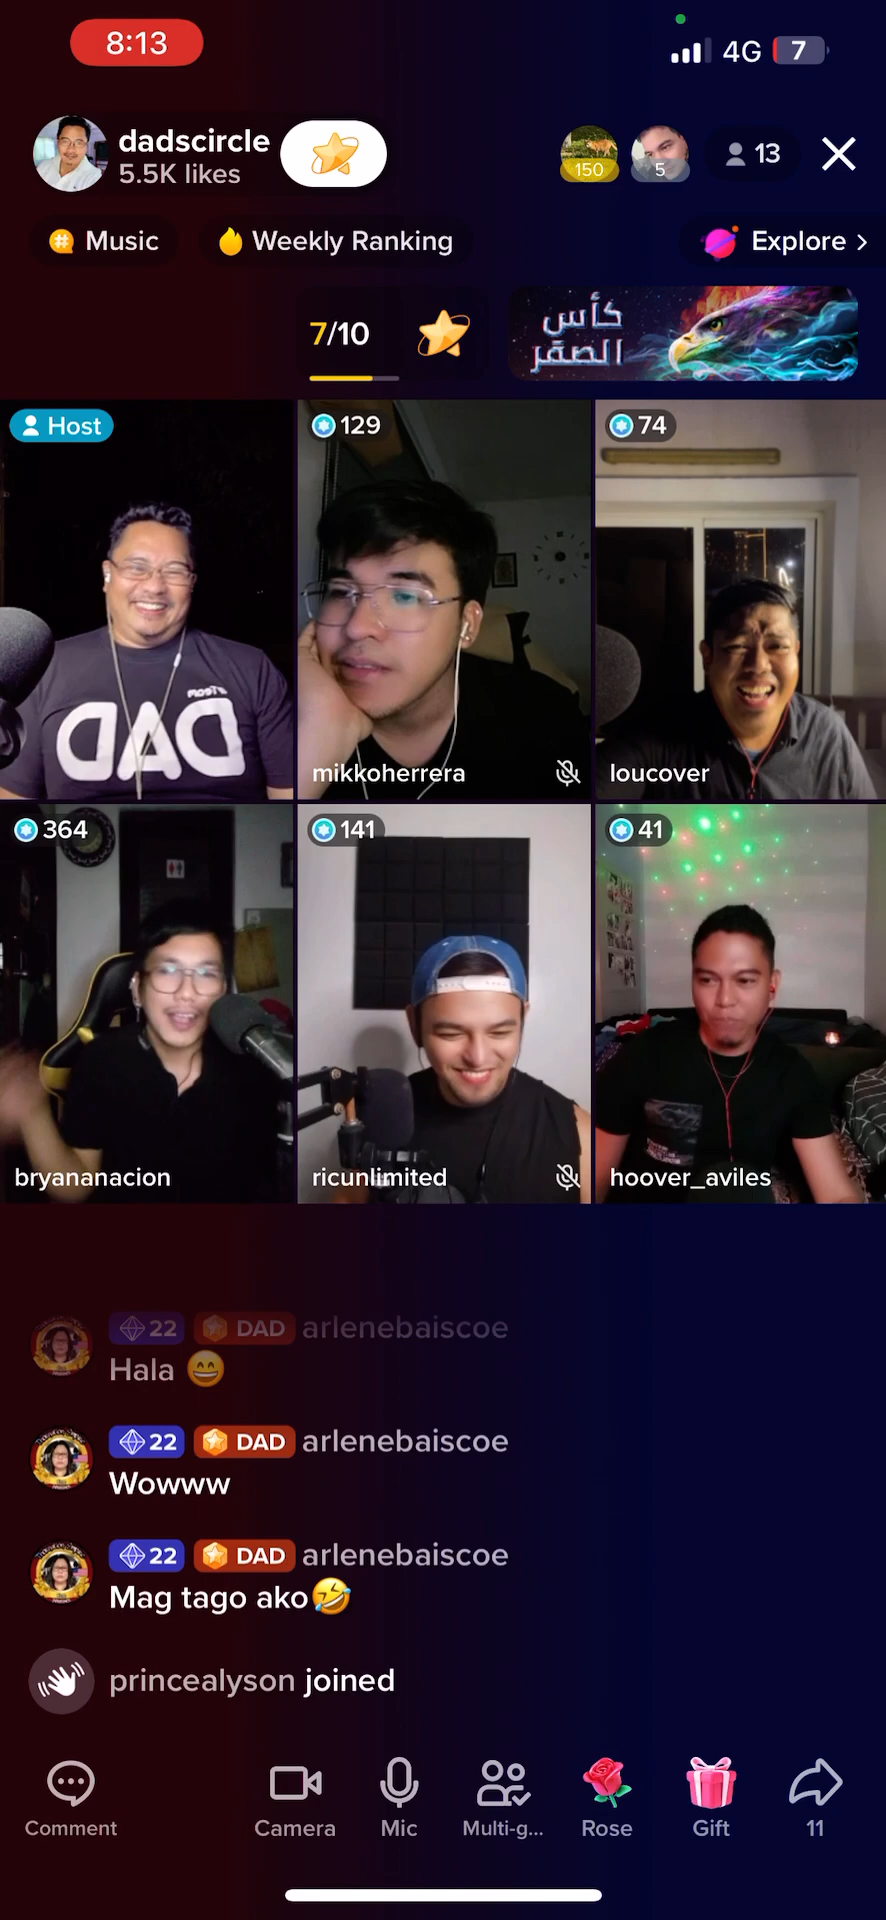 8:13
4G
7
dadscircle
5.5K likes
150
5
13
Music
Weekly Ranking
Explore >
7/10
كأس
الصقر
Host
129
74
DAD
mikkoherrera
loucover
364
141
41
bryananacion
ricunlimited
hoover_aviles
22 DAD arlenebaiscoe
Hala 😄
22 DAD arlenebaiscoe
Wowww
22 DAD arlenebaiscoe
Mag tago ako🤣
princealyson joined
Comment
Camera
Mic
Multi-g...
Rose
Gift
11